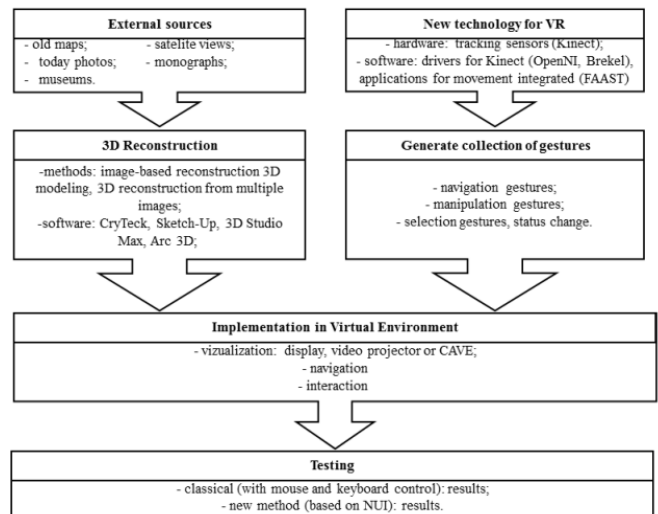 External sources
- old maps; - satelite views;
- today photos; - monographs;
- museums.
New technology for VR
- hardware: tracking sensors (Kinect);
- software: drivers for Kinect (OpenNI, Brekel),
applications for movement integrated (FAAST)
3D Reconstruction
-methods: image-based reconstruction 3D
modeling, 3D reconstruction from multiple
images;
-software: CryTeck, Sketch-Up, 3D Studio
Max, Arc 3D;
Generate collection of gestures
- navigation gestures;
- manipulation gestures;
- selection gestures, status change.
Implementation in Virtual Environment
- vizualization: display, video projector or CAVE;
- navigation
- interaction
Testing
- classical (with mouse and keyboard control): results;
- new method (based on NUI): results.